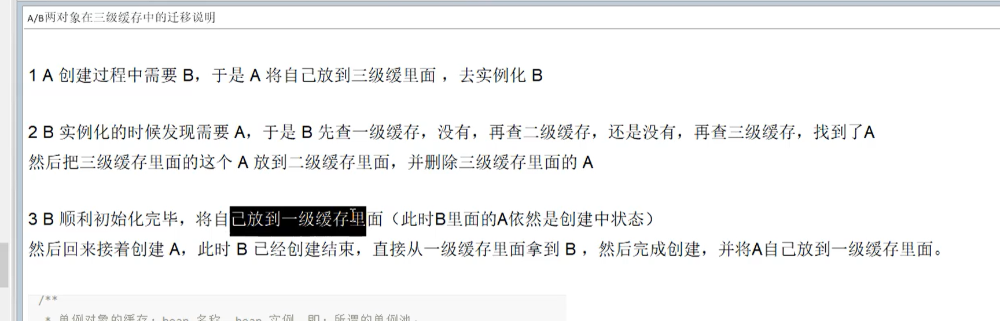 A/B两对象在三级缓存中的迁移说明
1 A 创建过程中需要 B，于是 A 将自己放到三级缓里面 ，去实例化 B
2 B 实例化的时候发现需要 A，于是 B 先查一级缓存，没有，再查二级缓存，还是没有，再查三级缓存，找到了A
然后把三级缓存里面的这个 A 放到二级缓存里面，并删除三级缓存里面的 A
3 B 顺利初始化完毕，将自己放到一级缓存里面（此时B里面的A依然是创建中状态）
然后回来接着创建 A，此时 B 已经创建结束，直接从一级缓存里面拿到 B ，然后完成创建，并将A自己放到一级缓存里面。
/**
* 单例对象的缓存：bean 名称--bean 实例，即：所谓的单例池。